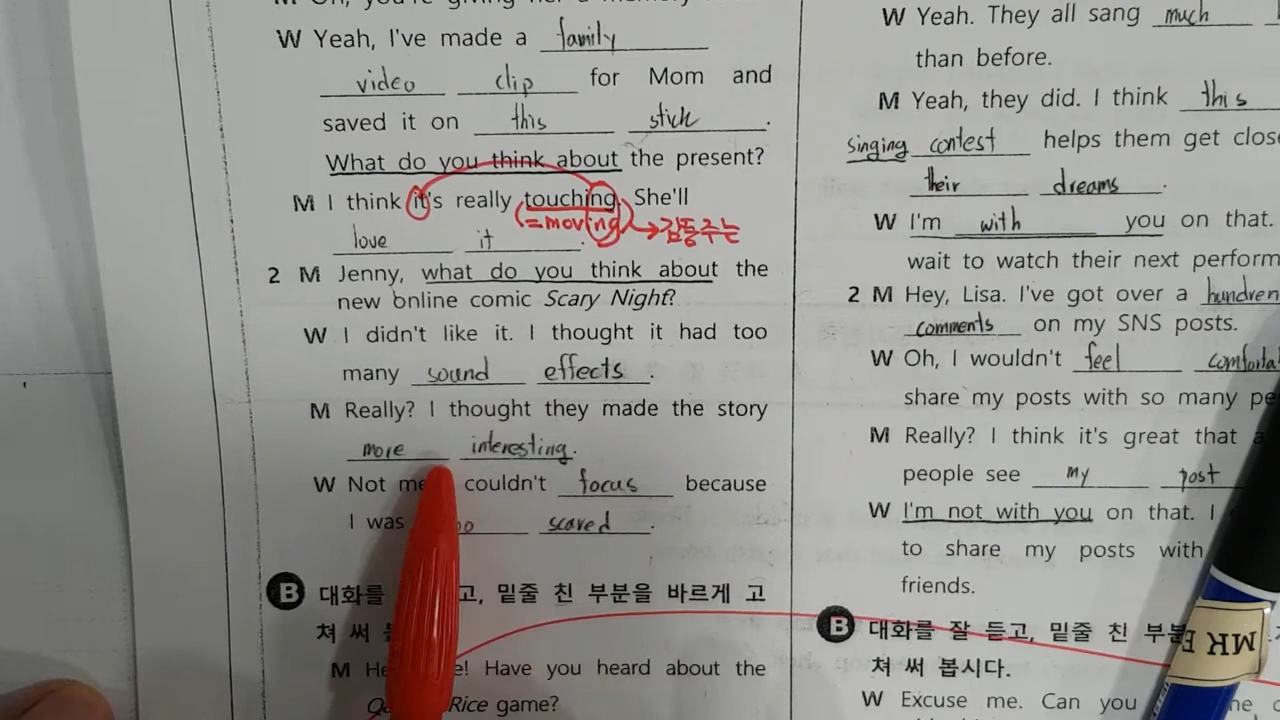 W Yeah, I've made a family
video clip for Mom and
saved it on this stick.
What do you think about the present?
M I think it's really touching. She'll
=moving →감동주는
love it.
2 M Jenny, what do you think about the
new online comic Scary Night?
W I didn't like it. I thought it had too
many sound effects.
M Really? I thought they made the story
more interesting.
W Not couldn't focus because
I was scared.
B 대화를 고, 밑줄 친 부분을 바르게 고
쳐 써
M Have you heard about the
Rice game?
W Yeah. They all sang much
than before.
M Yeah, they did. I think this
singing contest helps them get
their dreams.
W I'm with you on that.
wait to watch their next
2 M Hey, Lisa. I've got over a
comments on my SNS posts.
W Oh, I wouldn't feel
share my posts with so many
M Really? I think it's great that
people see my post
W I'm not with you on that. I
to share my posts with
friends.
B 대화를 잘 듣고, 밑줄 친
쳐 써 봅시다.
W Excuse me. Can you